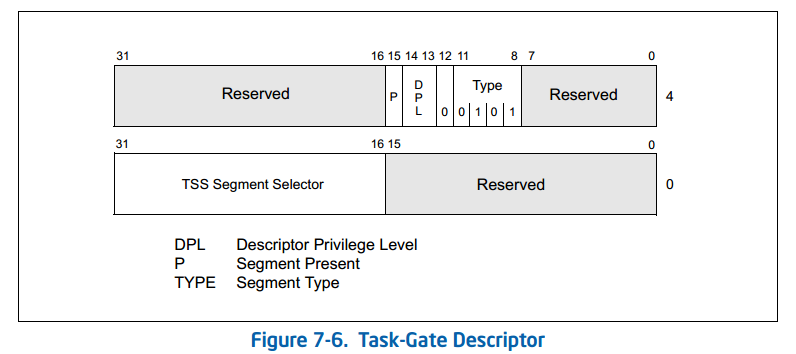 31 16 15 14 13 12 11 8 7 0
Reserved P DPL 0 Type 0 1 0 1 Reserved 4
31 16 15 0
TSS Segment Selector Reserved 0
DPL Descriptor Privilege Level
P Segment Present
TYPE Segment Type
Figure 7-6. Task-Gate Descriptor